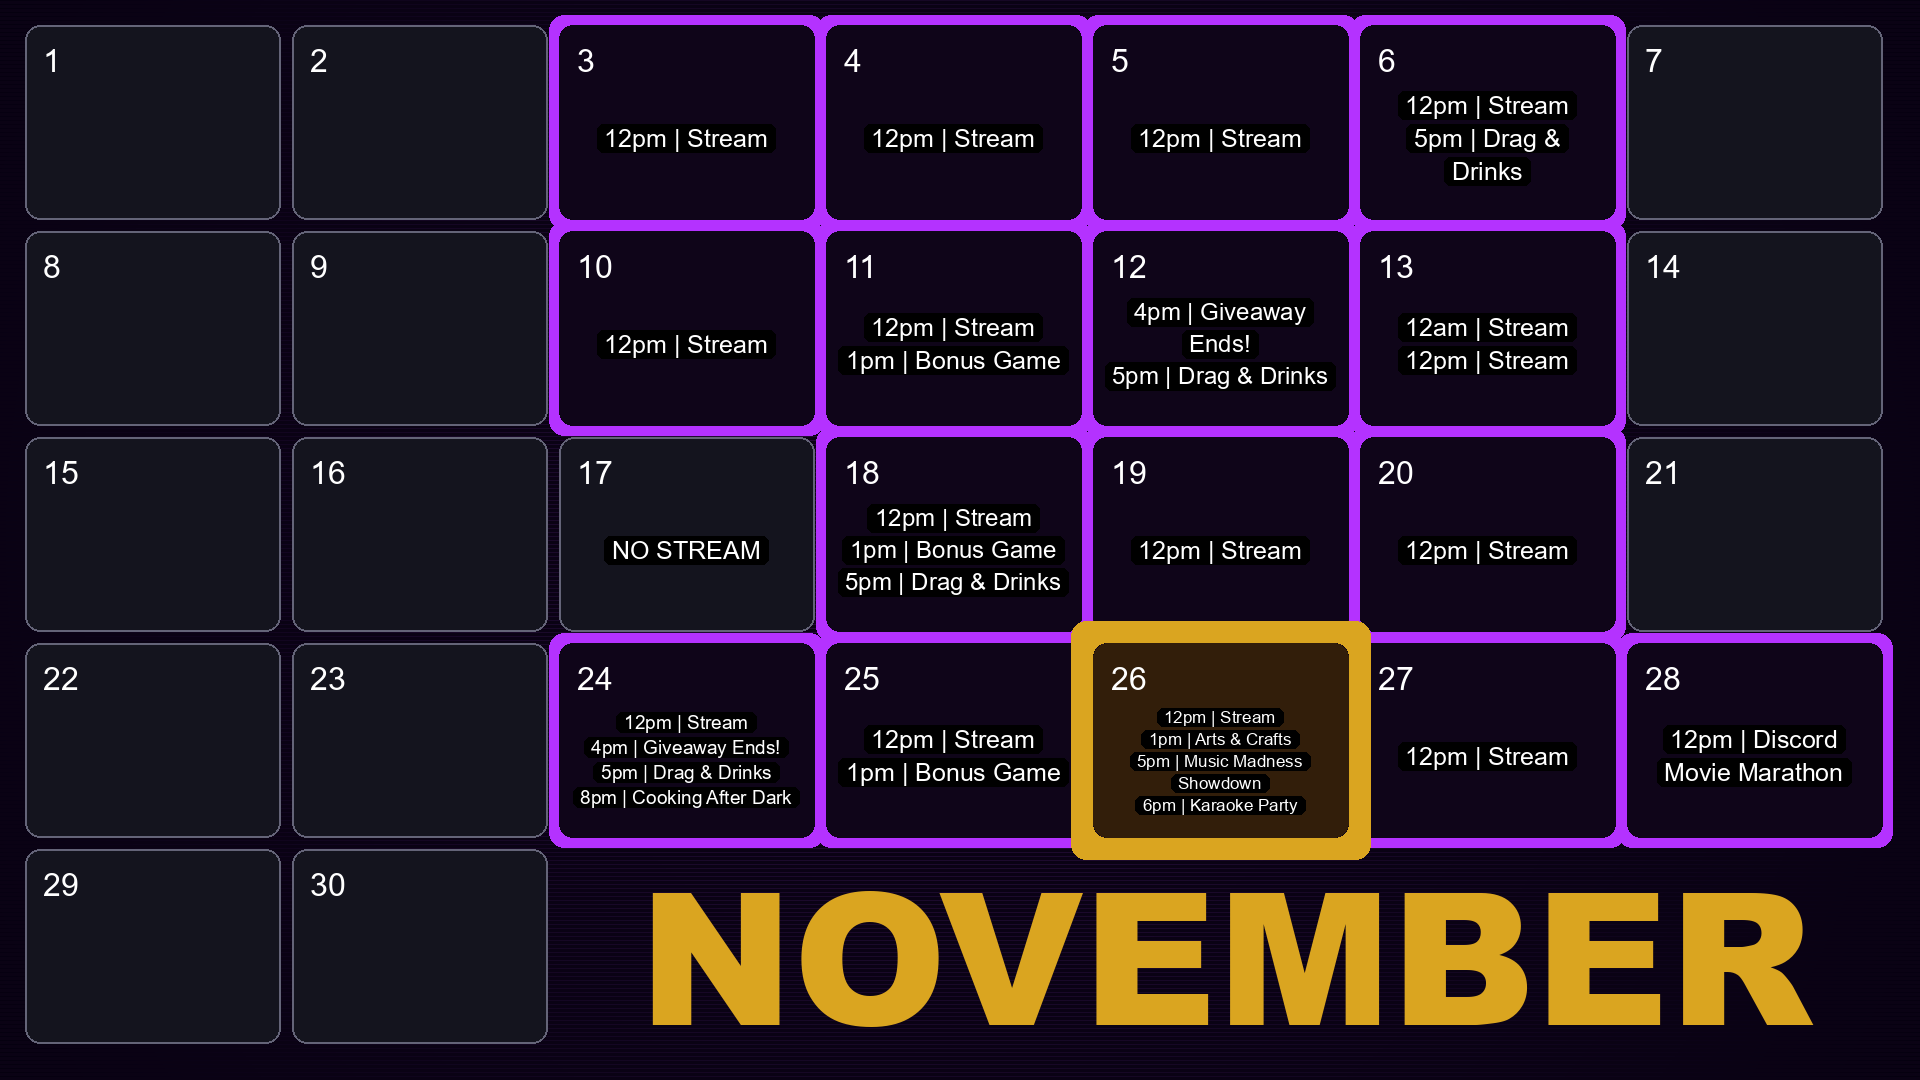 1
2
3
12pm | Stream
4
12pm | Stream
5
12pm | Stream
6
12pm | Stream
5pm | Drag &
Drinks
7
8
9
10
12pm | Stream
11
12pm | Stream
1pm | Bonus Game
12
4pm | Giveaway
Ends!
5pm | Drag & Drinks
13
12am | Stream
12pm | Stream
14
15
16
17
NO STREAM
18
12pm | Stream
1pm | Bonus Game
5pm | Drag & Drinks
19
12pm | Stream
20
12pm | Stream
21
22
23
24
12pm | Stream
4pm | Giveaway Ends!
5pm | Drag & Drinks
8pm | Cooking After Dark
25
12pm | Stream
1pm | Bonus Game
26
12pm | Stream
1pm | Arts & Crafts
5pm | Music Madness
Showdown
6pm | Karaoke Party
27
12pm | Stream
28
12pm | Discord
Movie Marathon
29
30
NOVEMBER